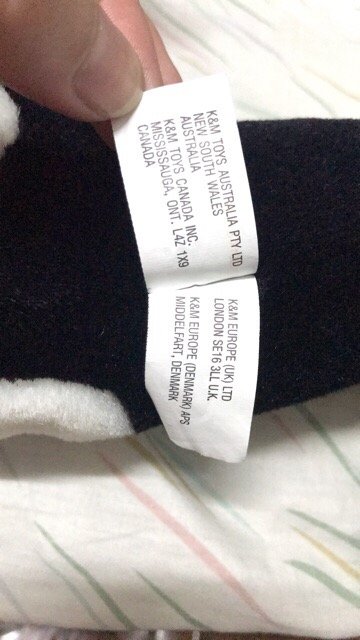 K&M TOYS AUSTRALIA PTY LTD
NEW SOUTH WALES
AUSTRALIA
K&M TOYS CANADA INC.
MISSISSAUGA, ONT. L4Z 1X9
CANADA
K&M EUROPE (UK) LTD
LONDON SE16 3LL U.K.
K&M EUROPE (DENMARK) APS
MIDDELFART, DENMARK